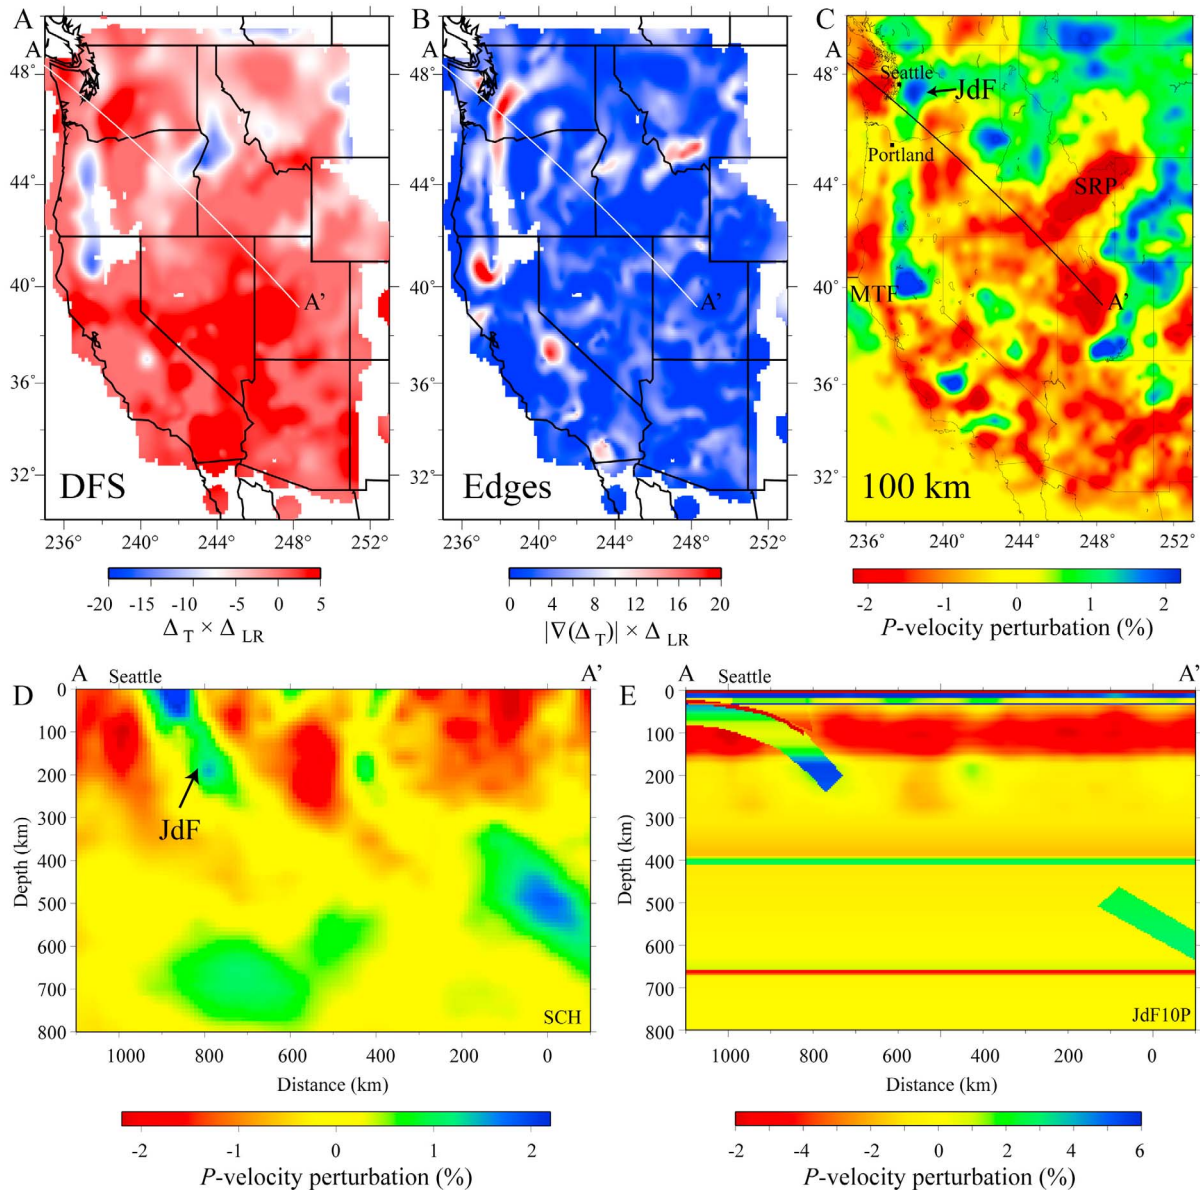 A B C
A A A
48° 48° 48°
Seattle
JdF
Portland
44° 44° 44°
SRP
40° 40° 40°
MTF
A' A' A'
36° 36° 36°
32° 32° 32°
DFS Edges 100 km
236° 240° 244° 248° 252° 236° 240° 244° 248° 252° 236° 240° 244° 248° 252°
-20 -15 -10 -5 0 5 0 4 8 12 16 20 -2 -1 0 1 2
Δ T × Δ LR |∇(Δ T)| × Δ LR P-velocity perturbation (%)
D A Seattle A'
0
100
200
300
400
500
600
700
800
Depth (km)
JdF
SCH
1000 800 600 400 200 0
Distance (km)
-2 -1 0 1 2
P-velocity perturbation (%)
E A Seattle A'
0
100
200
300
400
500
600
700
800
Depth (km)
JdF10P
1000 800 600 400 200 0
Distance (km)
-2 -4 -2 0 2 4 6
P-velocity perturbation (%)